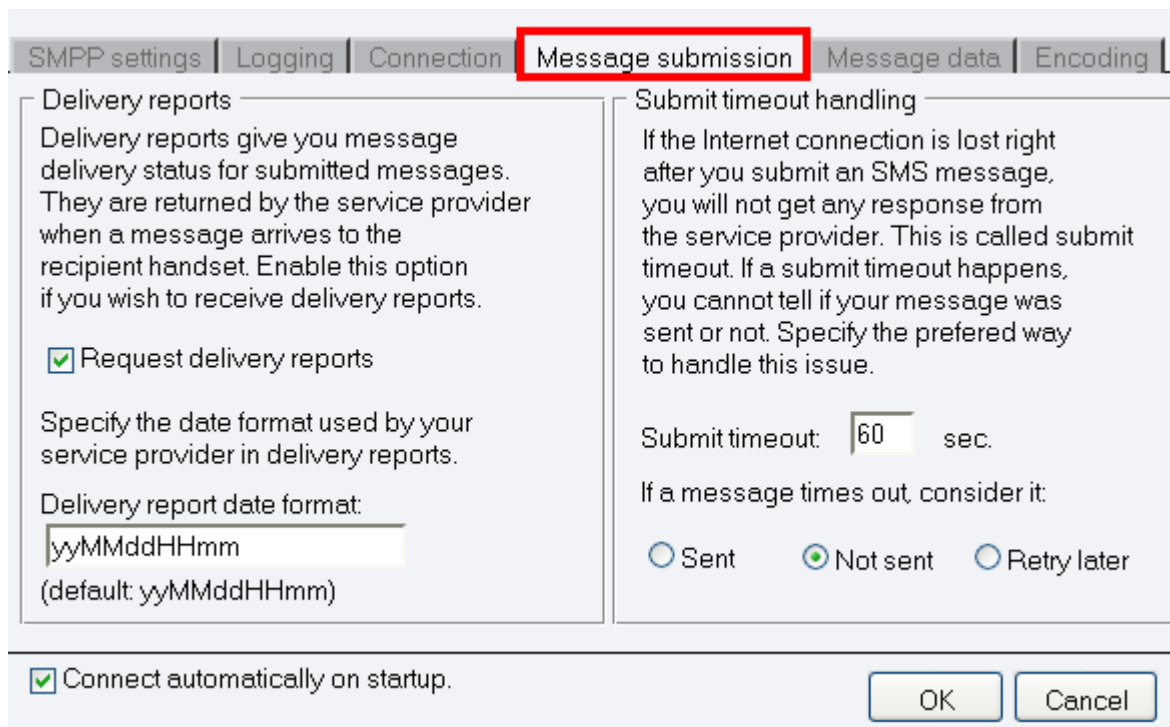 SMPP settings Logging Connection Message submission Message data Encoding
Delivery reports
Delivery reports give you message
delivery status for submitted messages.
They are returned by the service provider
when a message arrives to the
recipient handset. Enable this option
if you wish to receive delivery reports.
Request delivery reports
Specify the date format used by your
service provider in delivery reports.
Delivery report date format:
yyMMddHHmm
(default: yyMMddHHmm)
Submit timeout handling
If the Internet connection is lost right
after you submit an SMS message,
you will not get any response from
the service provider. This is called submit
timeout. If a submit timeout happens,
you cannot tell if your message was
sent or not. Specify the prefered way
to handle this issue.
Submit timeout: 60 sec.
If a message times out, consider it:
Sent Not sent Retry later
Connect automatically on startup.
OK Cancel